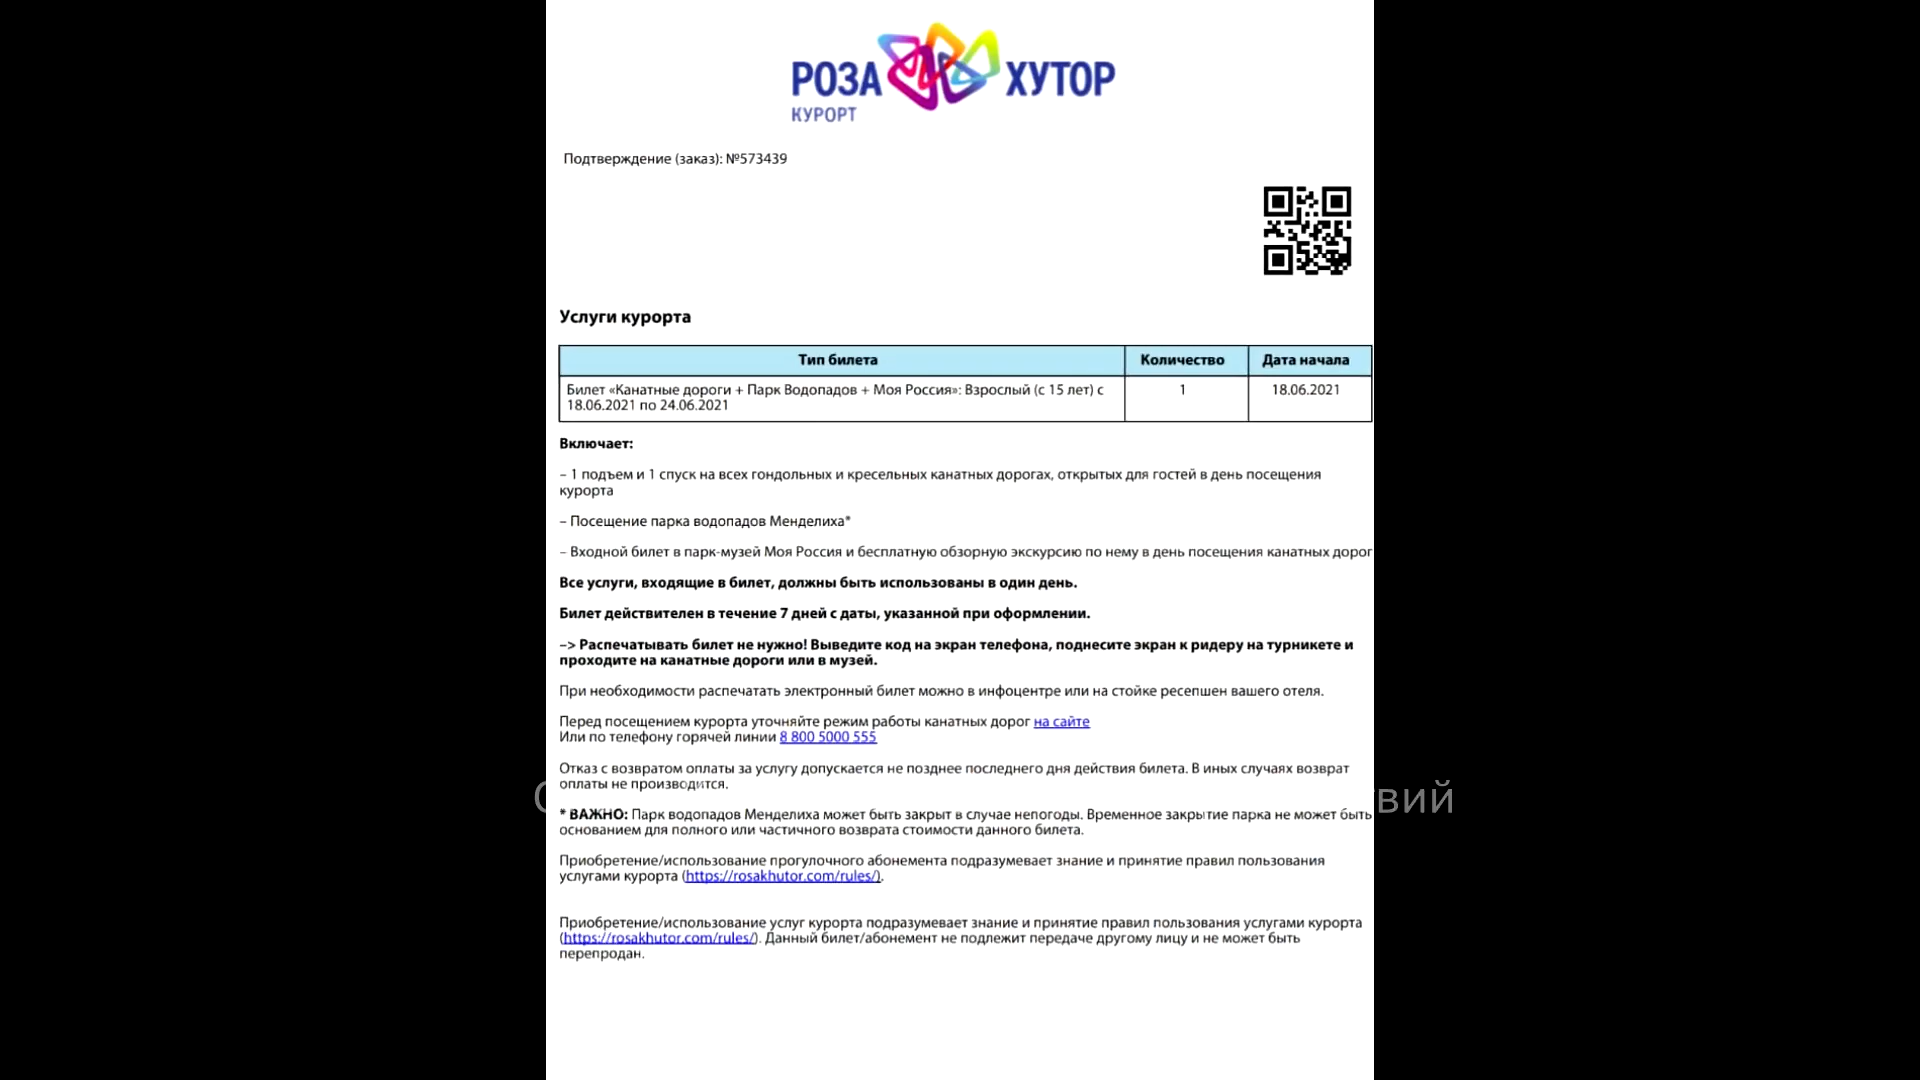 РОЗА ХУТОР
КУРОРТ
Подтверждение (заказ): №573439
Услуги курорта
Тип билета Количество Дата начала
Билет «Канатные дороги + Парк Водопадов + Моя Россия»: Взрослый (с 15 лет) с 1 18.06.2021
18.06.2021 по 24.06.2021
Включает:
– 1 подъем и 1 спуск на всех гондольных и кресельных канатных дорогах, открытых для гостей в день посещения
курорта
– Посещение парка водопадов Менделиха*
– Входной билет в парк-музей Моя Россия и бесплатную обзорную экскурсию по нему в день посещения канатных дорог
Все услуги, входящие в билет, должны быть использованы в один день.
Билет действителен в течение 7 дней с даты, указанной при оформлении.
–> Распечатывать билет не нужно! Выведите код на экран телефона, поднесите экран к ридеру на турникете и
проходите на канатные дороги или в музей.
При необходимости распечатать электронный билет можно в инфоцентре или на стойке ресепшен вашего отеля.
Перед посещением курорта уточняйте режим работы канатных дорог на сайте
Или по телефону горячей линии 8 800 5000 555
Отказ с возвратом оплаты за услугу допускается не позднее последнего дня действия билета. В иных случаях возврат
оплаты не производится.
* ВАЖНО: Парк водопадов Менделиха может быть закрыт в случае непогоды. Временное закрытие парка не может быть
основанием для полного или частичного возврата стоимости данного билета.
Приобретение/использование прогулочного абонемента подразумевает знание и принятие правил пользования
услугами курорта (https://rosakhutor.com/rules/).
Приобретение/использование услуг курорта подразумевает знание и принятие правил пользования услугами курорта
(https://rosakhutor.com/rules/). Данный билет/абонемент не подлежит передаче другому лицу и не может быть
перепродан.